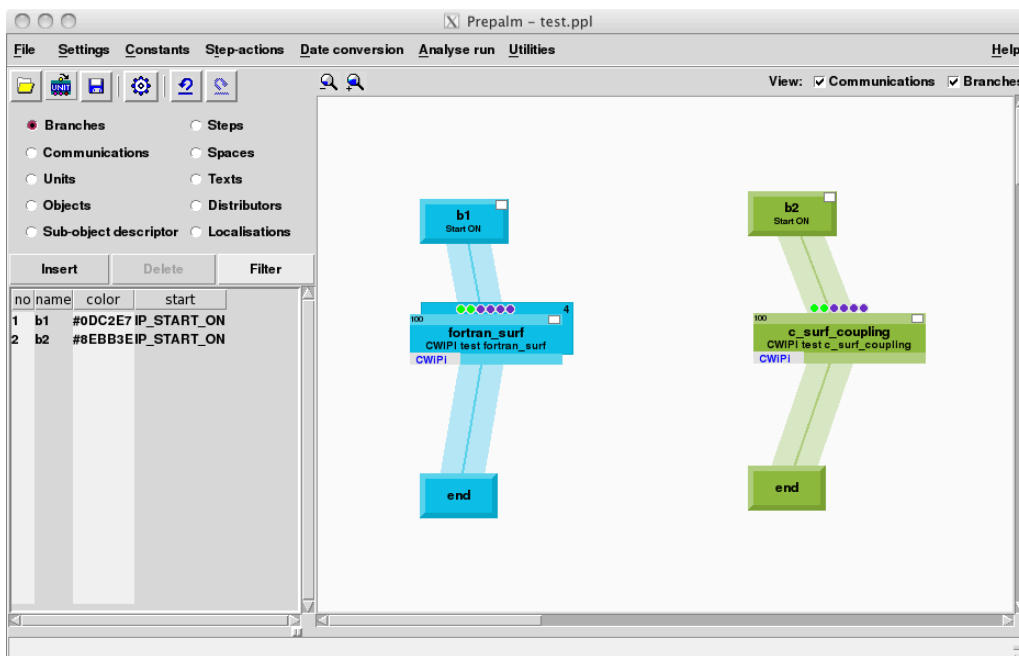 Prepalm - test.ppl
File Settings Constants Step-actions Date conversion Analyse run Utilities Help
UNIT
View: Communications Branches
Branches Steps
Communications Spaces
Units Texts
Objects Distributors
Sub-object descriptor Localisations
Insert Delete Filter
no name color start
1 b1 #0DC2E7 IP_START_ON
2 b2 #8EBB3E IP_START_ON
b1
Start ON
4
100
fortran_surf
CWIPI test fortran_surf
CWiPi
end
b2
Start ON
100
c_surf_coupling
CWIPI test c_surf_coupling
CWiPi
end